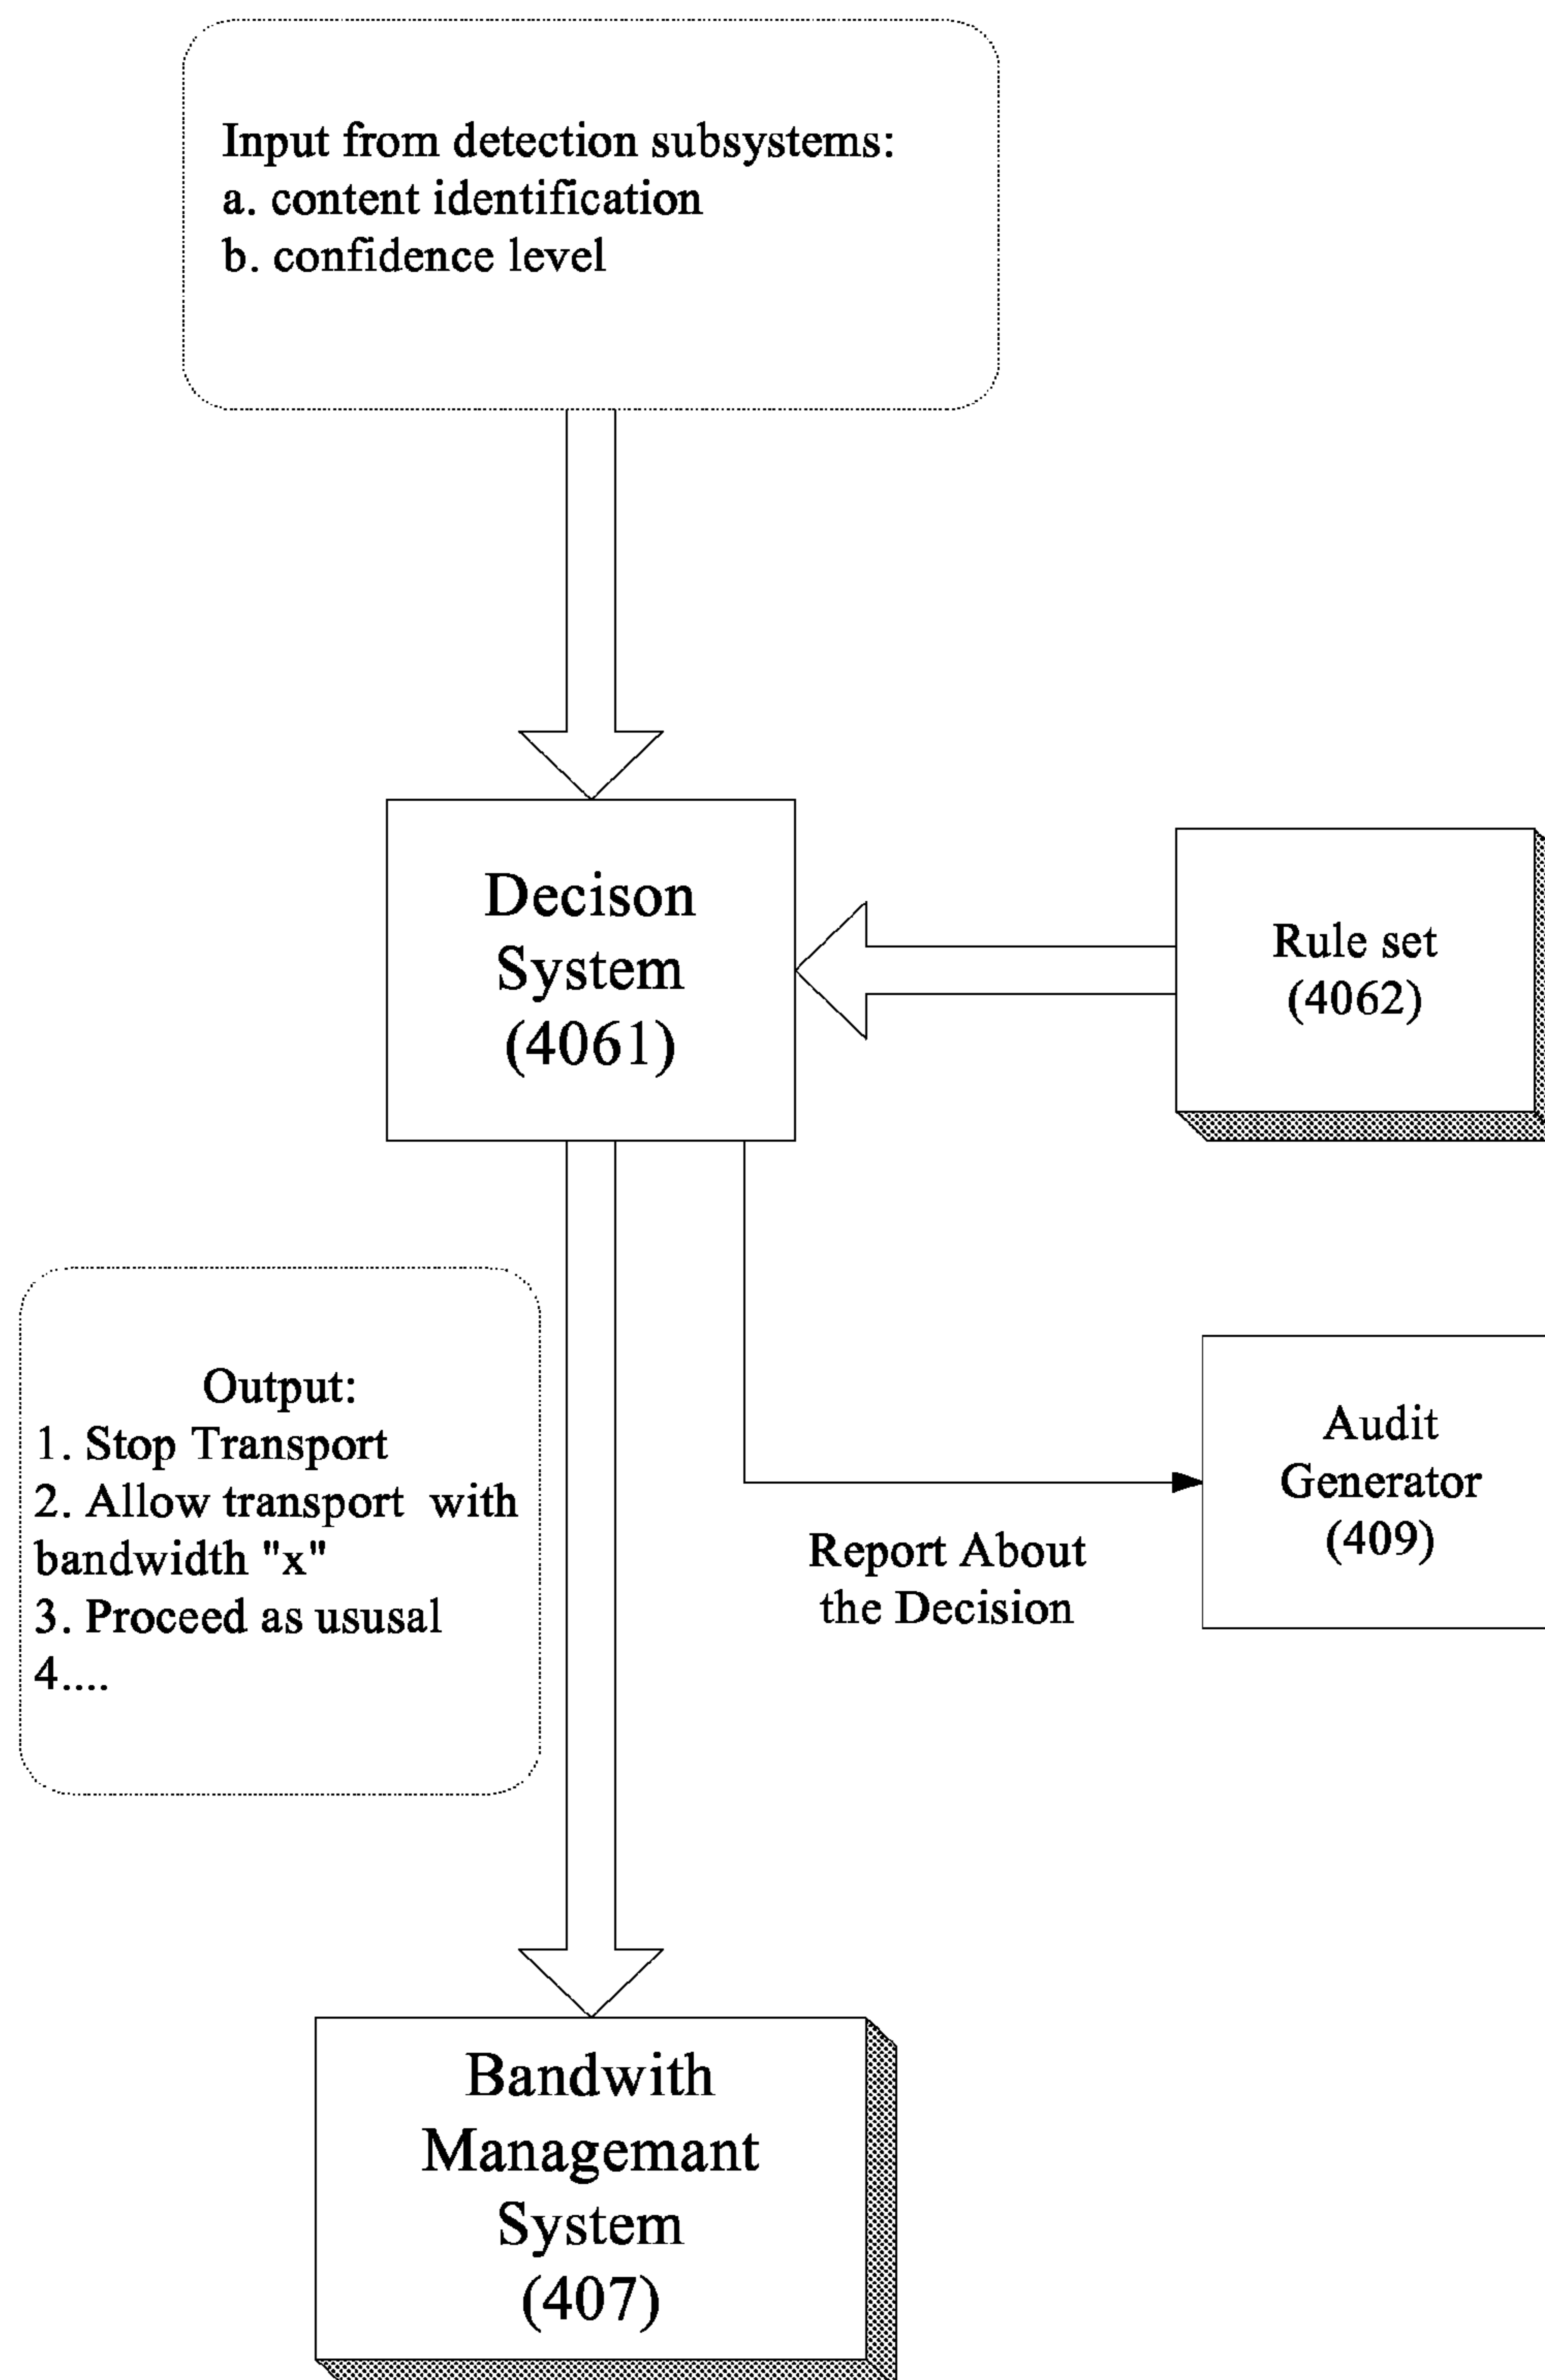 Input from detection subsystems:
a. content identification
b. confidence level
Decison
System
(4061)
Rule set
(4062)
Output:
1. Stop Transport
2. Allow transport with
bandwidth "x"
3. Proceed as ususal
4....
Audit
Generator
(409)
Report About
the Decision
Bandwith
Managemant
System
(407)